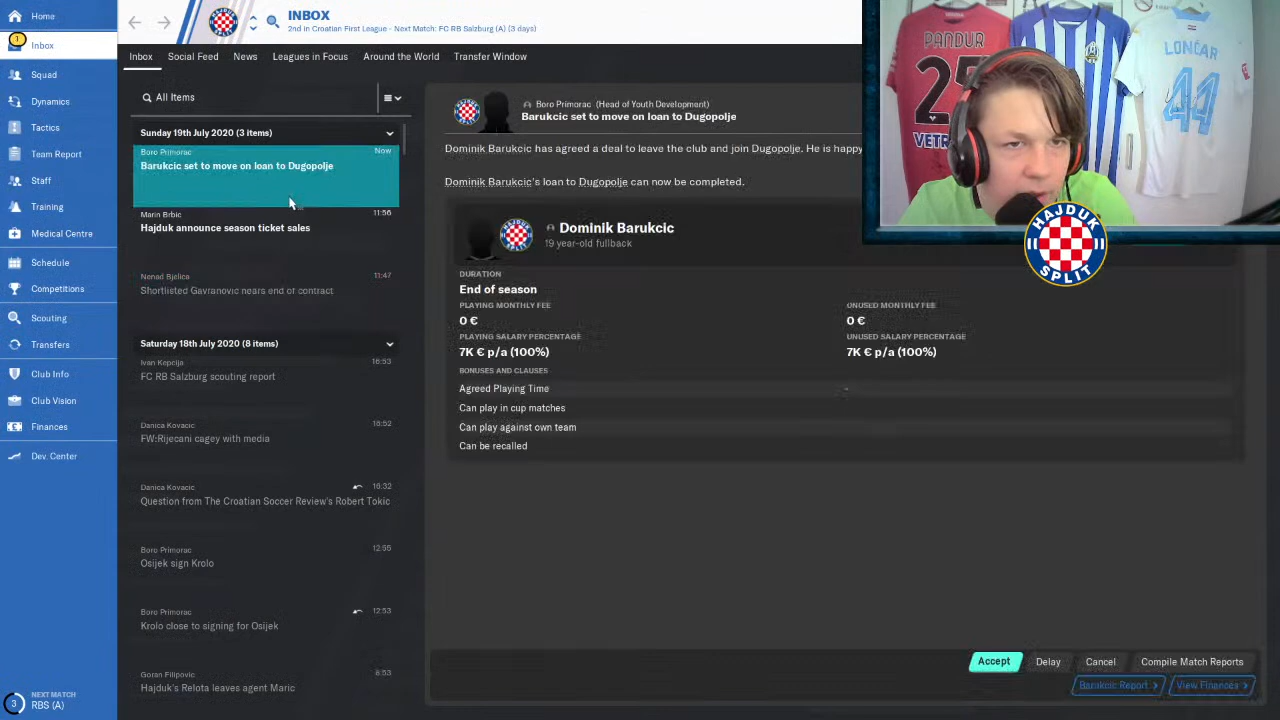 Home
1
Inbox
Squad
Dynamics
Tactics
Team Report
Staff
Training
Medical Centre
Schedule
Competitions
Scouting
Transfers
Club Info
Club Vision
Finances
Dev. Center
3
NEXT MATCH
RBS (A)
INBOX
2nd in Croatian First League - Next Match: FC RB Salzburg (A) (3 days)
Inbox
Social Feed
News
Leagues in Focus
Around the World
Transfer Window
All Items
Sunday 19th July 2020 (3 items)
Boro Primorac
Now
Barukcic set to move on loan to Dugopolje
Marin Brbic
11:56
Hajduk announce season ticket sales
Nenad Bjelica
11:47
Shortlisted Gavranovic nears end of contract
Saturday 18th July 2020 (8 items)
Ivan Kepcija
16:53
FC RB Salzburg scouting report
Danica Kovacic
16:52
FW:Rijecani cagey with media
Danica Kovacic
16:32
Question from The Croatian Soccer Review's Robert Tokic
Boro Primorac
12:55
Osijek sign Krolo
Boro Primorac
12:53
Krolo close to signing for Osijek
Goran Filipovic
8:53
Hajduk's Relota leaves agent Maric
Boro Primorac (Head of Youth Development)
Barukcic set to move on loan to Dugopolje
Dominik Barukcic has agreed a deal to leave the club and join Dugopolje. He is happy
Dominik Barukcic's loan to Dugopolje can now be completed.
Dominik Barukcic
19 year-old fullback
DURATION
End of season
PLAYING MONTHLY FEE
UNUSED MONTHLY FEE
0 €
0 €
PLAYING SALARY PERCENTAGE
UNUSED SALARY PERCENTAGE
7K € p/a (100%)
7K € p/a (100%)
BONUSES AND CLAUSES
Agreed Playing Time
-
Can play in cup matches
Can play against own team
Can be recalled
Accept
Delay
Cancel
Compile Match Reports
Barukcic Report >
View Finances >
PANDUR
25
LONČAR
44
HAJDUK
SPLIT